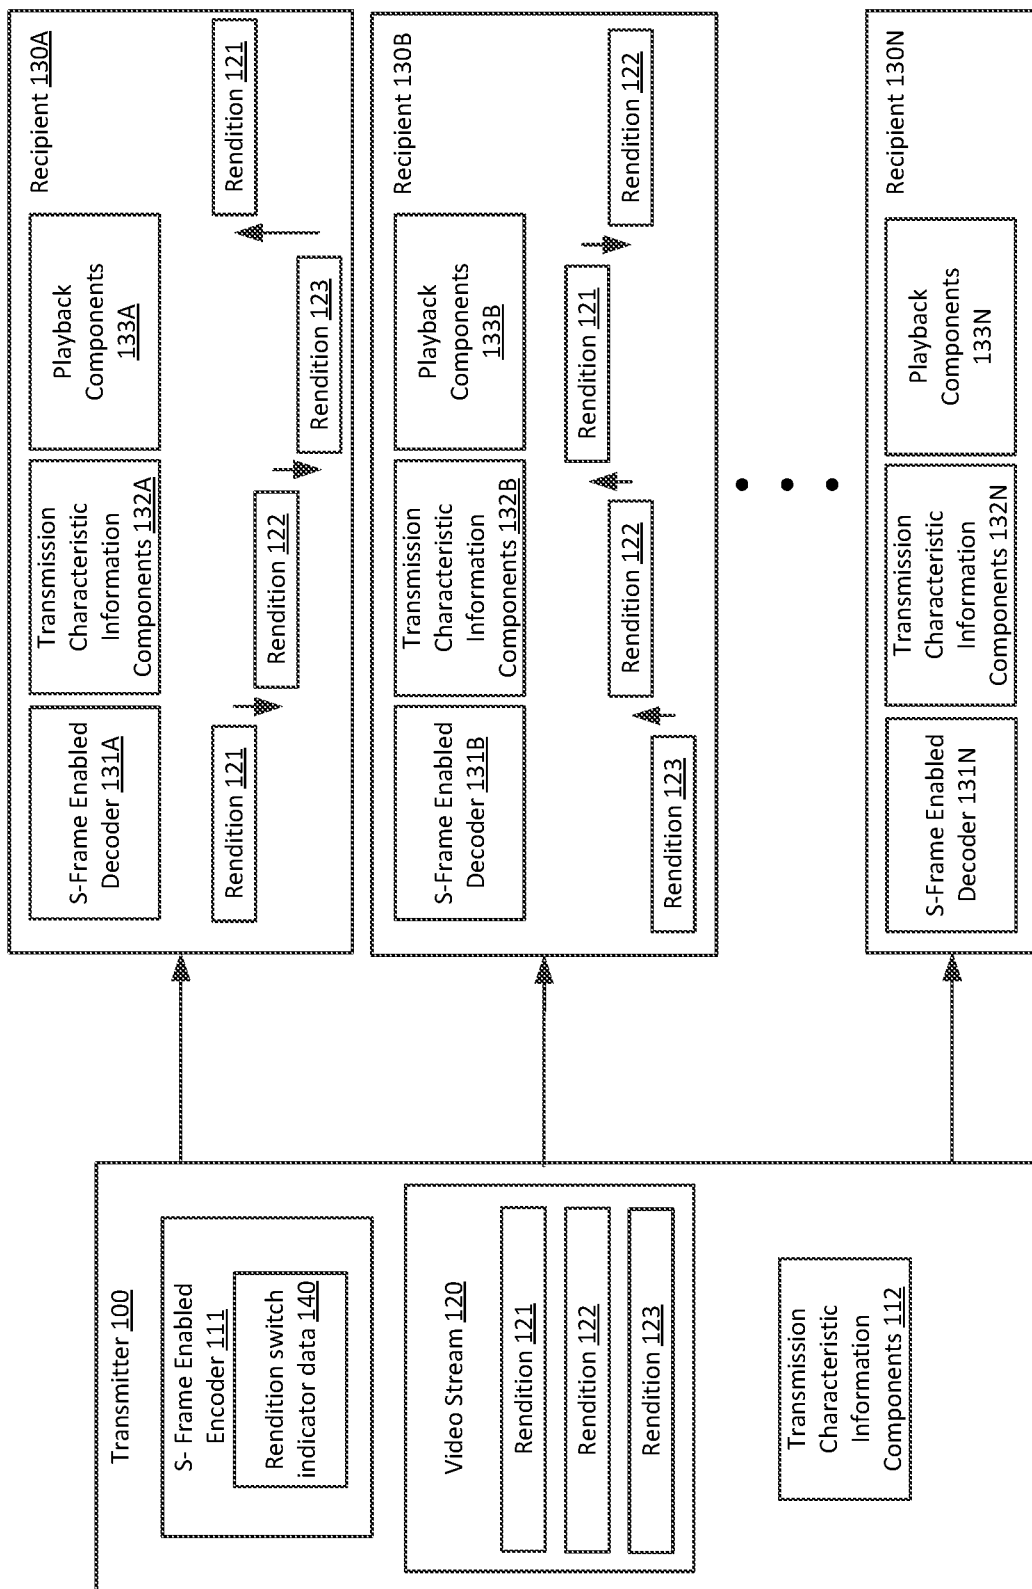 Transmitter 100
S- Frame Enabled
Encoder 111
Rendition switch
indicator data 140
Video Stream 120
Rendition 121
Rendition 122
Rendition 123
Transmission
Characteristic
Information
Components 112
Recipient 130A
S-Frame Enabled
Decoder 131A
Transmission
Characteristic
Information
Components 132A
Playback
Components
133A
Rendition 121
Rendition 122
Rendition 123
Rendition 121
Recipient 130B
S-Frame Enabled
Decoder 131B
Transmission
Characteristic
Information
Components 132B
Playback
Components
133B
Rendition 123
Rendition 122
Rendition 121
Rendition 122
Recipient 130N
S-Frame Enabled
Decoder 131N
Transmission
Characteristic
Information
Components 132N
Playback
Components
133N